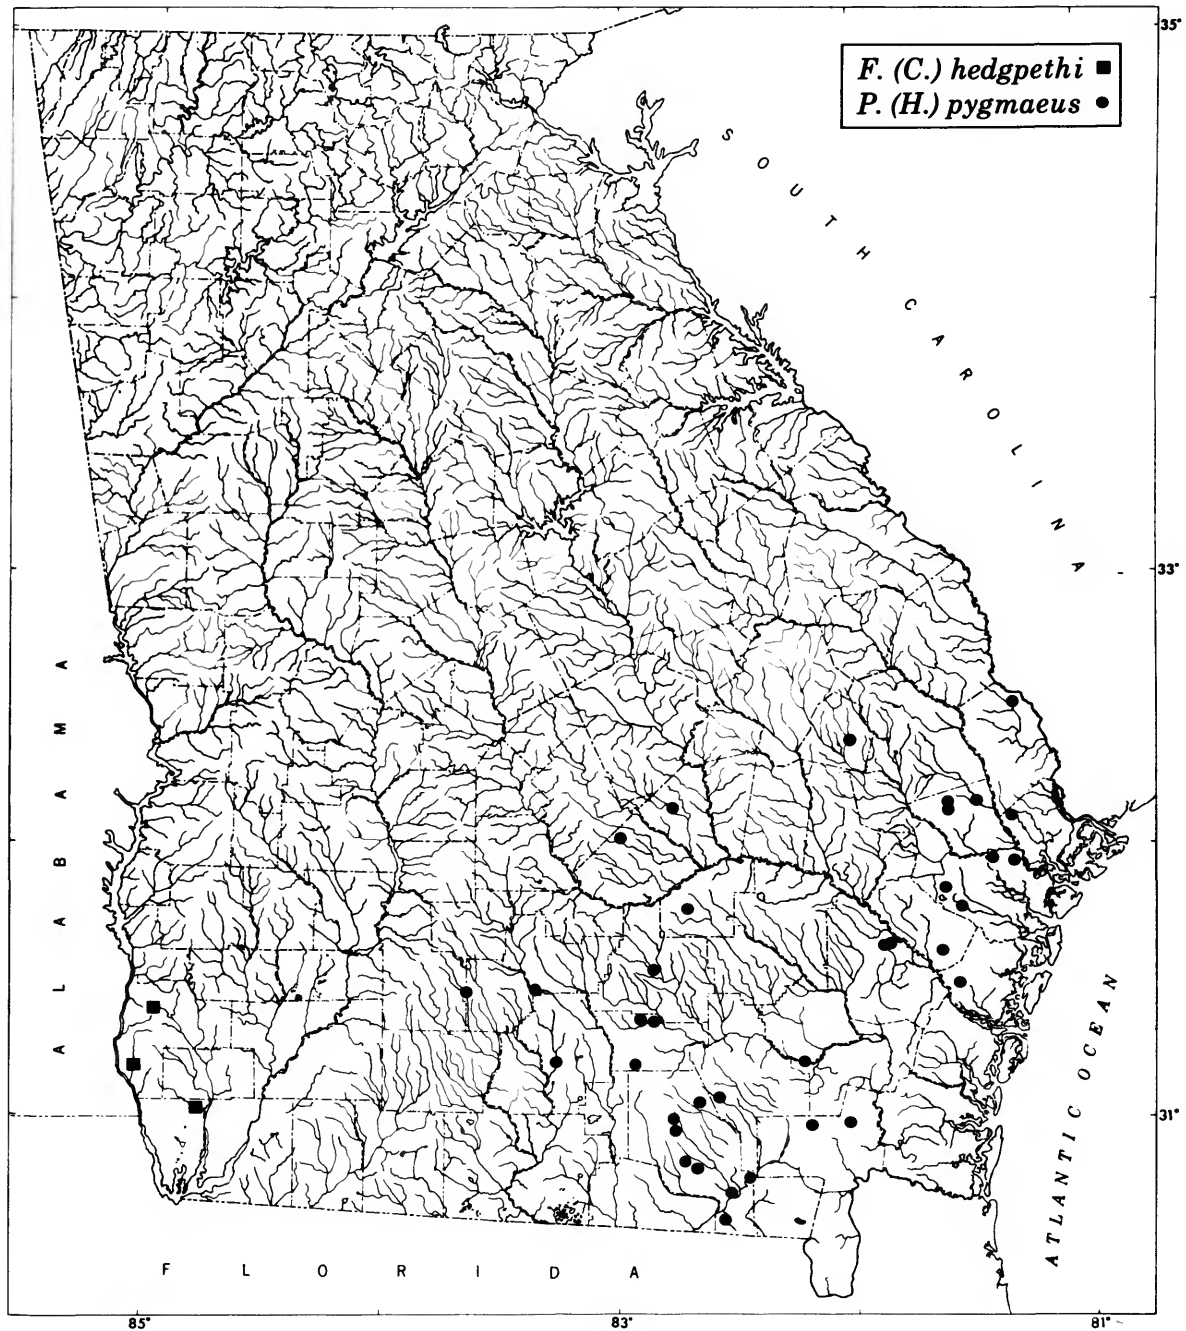 35°
F. (C.) hedgpethi
P. (H.) pygmaeus
SOUTH CAROLINA
33°
ALABAMA
31°
ATLANTIC OCEAN
FLORIDA
85°
83°
81°